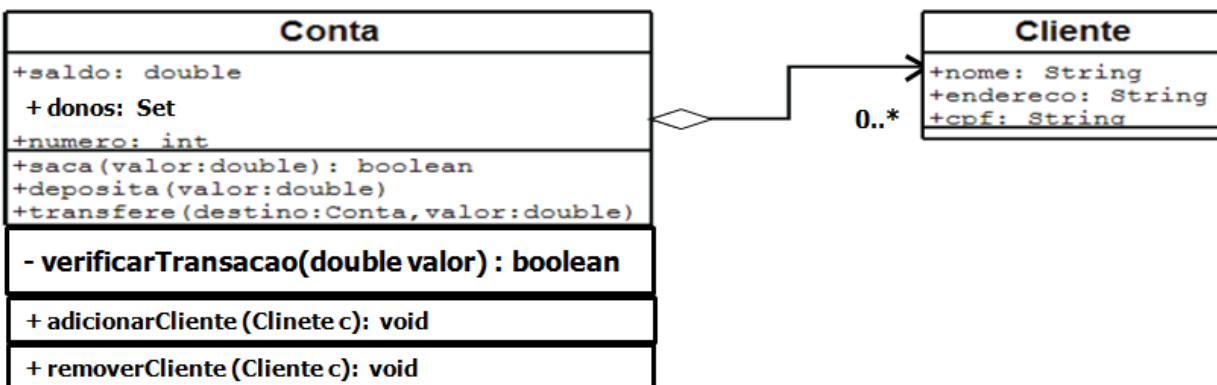 Conta
+saldo: double
+ donos: Set
+numero: int
+saca(valor:double): boolean
+deposita(valor:double)
+transfere(destino:Conta,valor:double)
- verificarTransacao(double valor) : boolean
+ adicionarCliente (Clinete c): void
+ removerCliente (Cliente c): void
0..*
Cliente
+nome: String
+endereco: String
+cpf: String